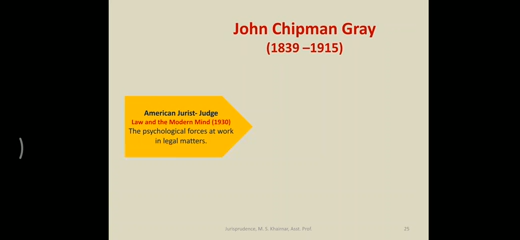 John Chipman Gray
(1839 –1915)
American Jurist- Judge
Law and the Modern Mind (1930)
The psychological forces at work
in legal matters.
Jurisprudence, M. S. Khairnar, Asst. Prof.
25